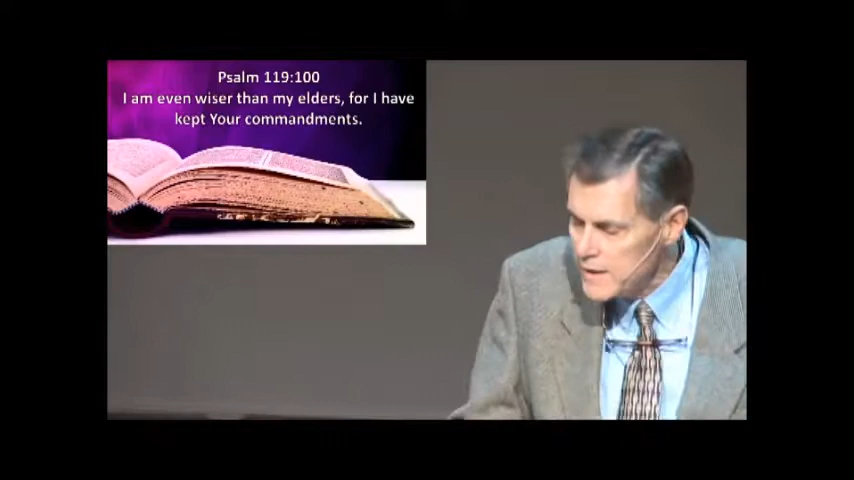 Psalm 119:100
I am even wiser than my elders, for I have
kept Your commandments.